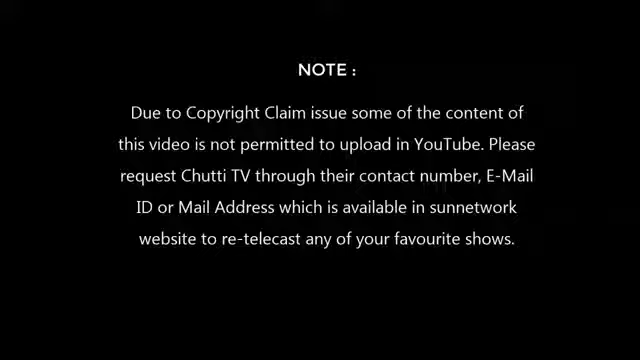 NOTE :
Due to Copyright Claim issue some of the content of
this video is not permitted to upload in YouTube. Please
request Chutti TV through their contact number, E-Mail
ID or Mail Address which is available in sunnetwork
website to re-telecast any of your favourite shows.